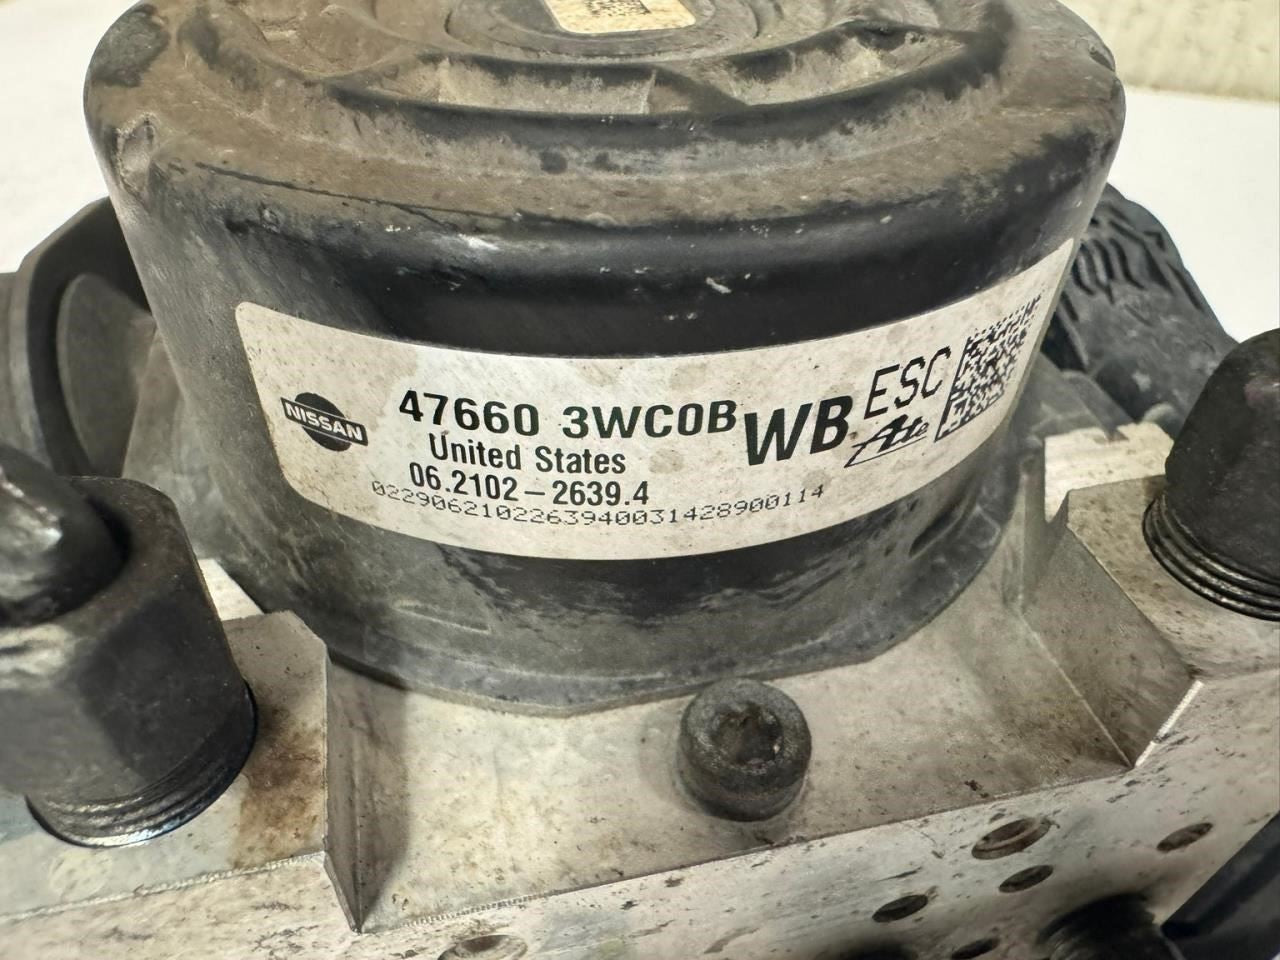 NISSAN
47660 3WC0B WB ESC
United States Ate
06.2102-2639.4
0229062102263940031428900114